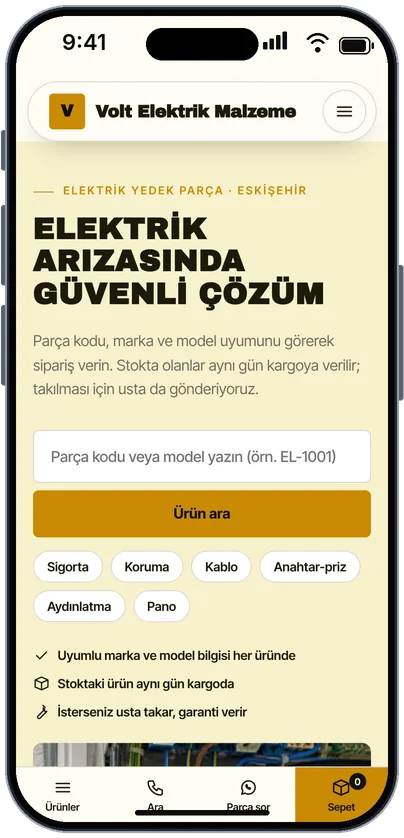 9:41
V Volt Elektrik Malzeme
ELEKTRİK YEDEK PARÇA · ESKİŞEHİR
ELEKTRİK
ARIZASINDA
GÜVENLİ ÇÖZÜM
Parça kodu, marka ve model uyumunu görerek
sipariş verin. Stokta olanlar aynı gün kargoya verilir;
takılması için usta da gönderiyoruz.
Parça kodu veya model yazın (örn. EL-1001)
Ürün ara
Sigorta Koruma Kablo Anahtar-priz
Aydınlatma Pano
Uyumlu marka ve model bilgisi her üründe
Stoktaki ürün aynı gün kargoda
İsterseniz usta takar, garanti verir
0
Ürünler Ara Parça sor Sepet